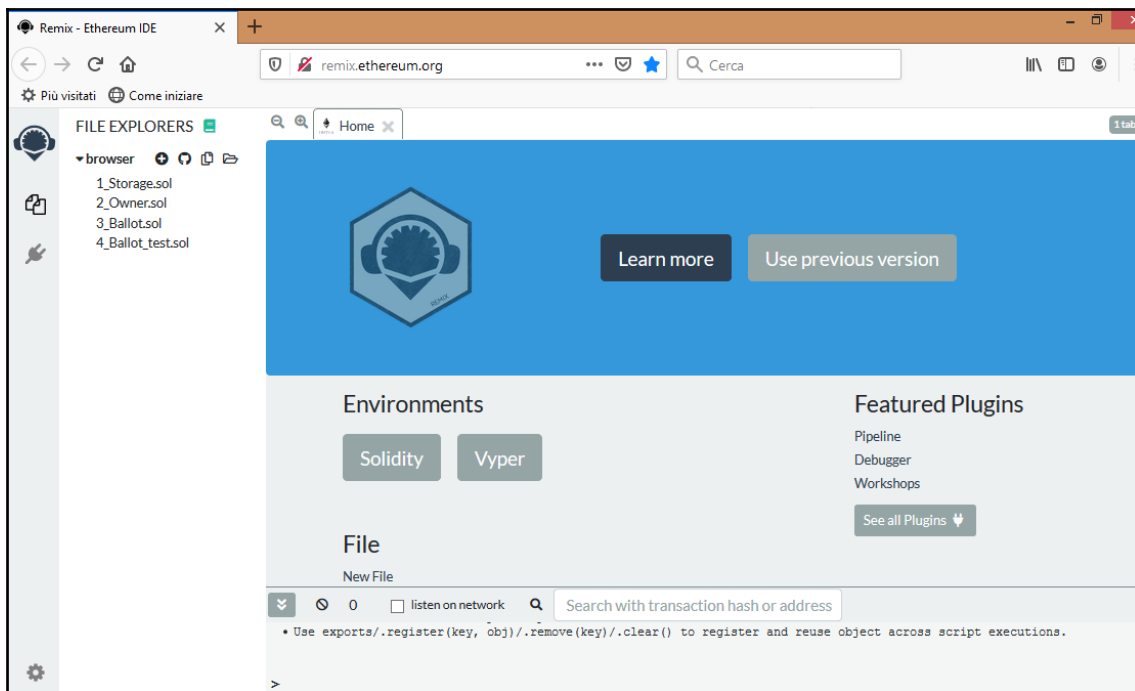 Remix - Ethereum IDE
remix.ethereum.org
Cerca
Più visitati Come iniziare
FILE EXPLORERS
Home
1 tab
browser
1_Storage.sol
2_Owner.sol
3_Ballot.sol
4_Ballot_test.sol
REMIX
Learn more
Use previous version
Environments
Featured Plugins
Solidity
Vyper
Pipeline
Debugger
Workshops
See all Plugins
File
New File
0
listen on network
Search with transaction hash or address
• Use exports/.register(key, obj)/.remove(key)/.clear() to register and reuse object across script executions.
>